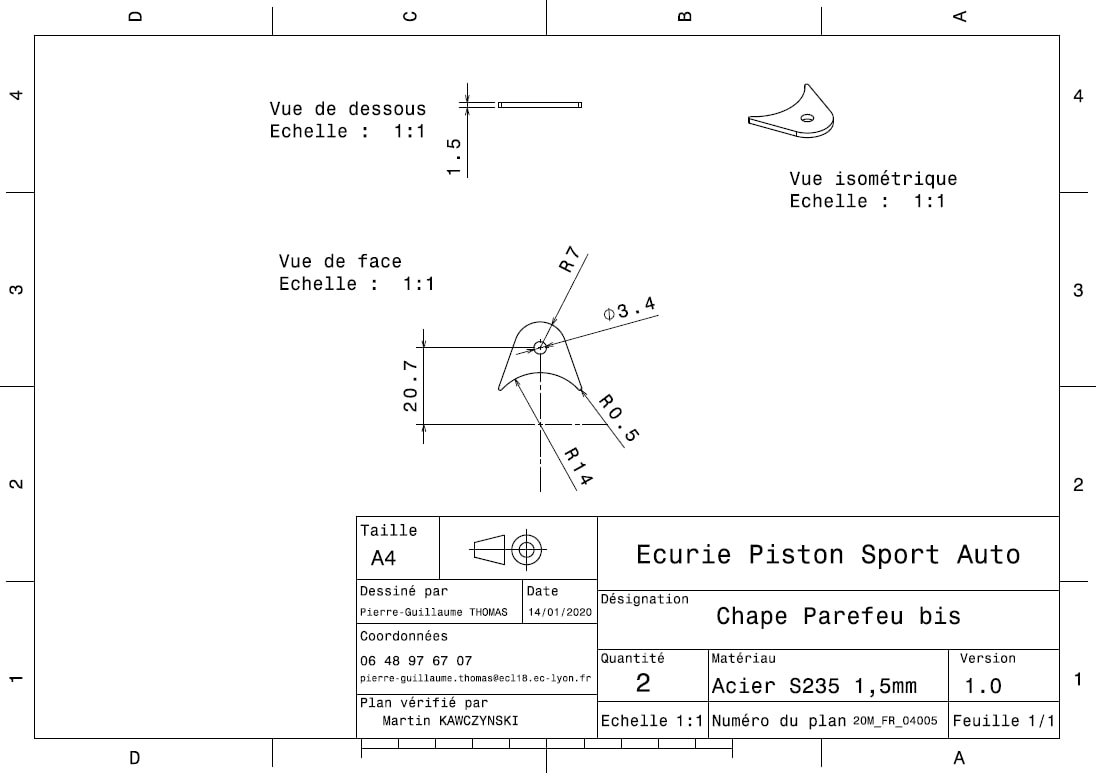 D C B A
4 4
Vue de dessous
Echelle : 1:1
1.5
Vue isométrique
Echelle : 1:1
3 3
Vue de face
Echelle : 1:1
R7
Φ3.4
20.7
R0.5
R14
2 2
Taille
A4
Ecurie Piston Sport Auto
Dessiné par
Pierre-Guillaume THOMAS
Date
14/01/2020
Désignation
Chape Parefeu bis
Coordonnées
06 48 97 67 07
pierre-guillaume.thomas@ecl18.ec-lyon.fr
Quantité
2
Matériau
Acier S235 1,5mm
Version
1.0
Plan vérifié par
Martin KAWCZYNSKI
Echelle 1:1
Numéro du plan 20M_FR_04005
Feuille 1/1
1 1
D A